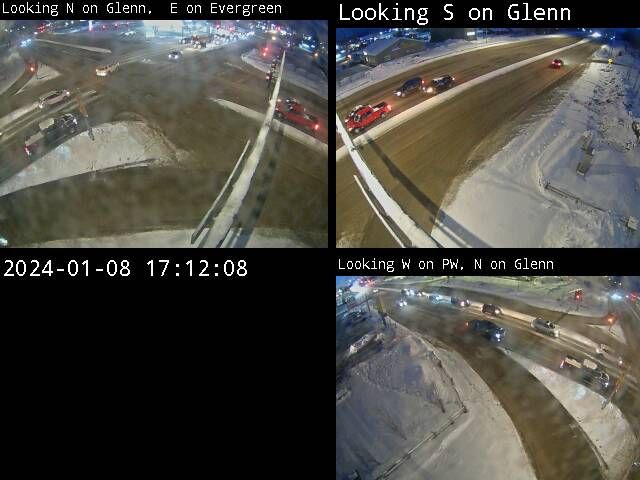 Looking N on Glenn,  E on Evergreen
Looking S on Glenn
2024-01-08 17:12:08
Looking W on PW, N on Glenn